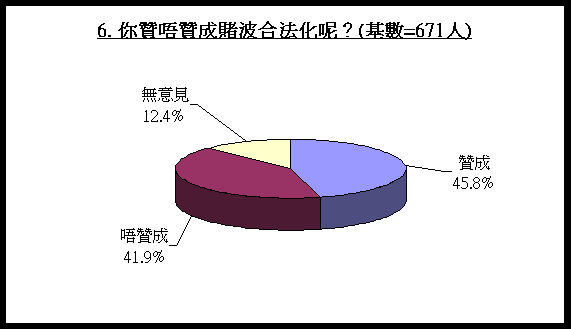 6. 你贊唔贊成賭波合法化呢？(基數=671人)
無意見
12.4%
贊成
45.8%
唔贊成
41.9%